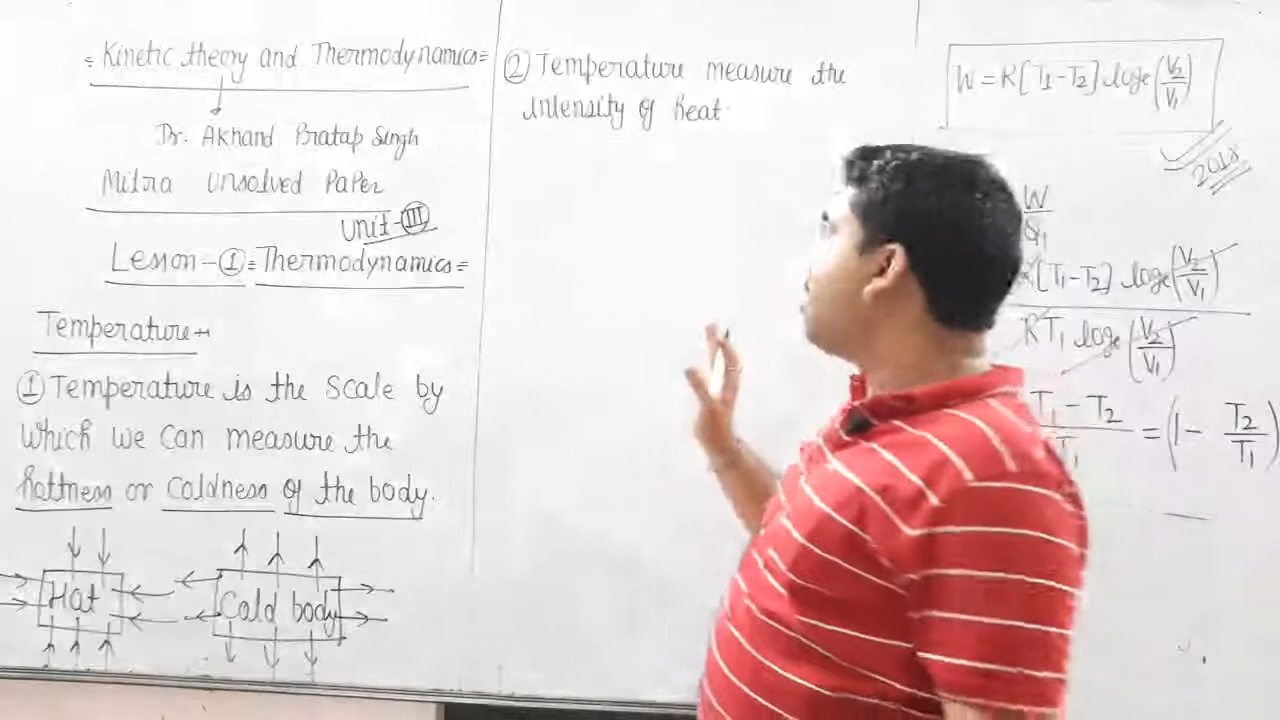 = Kinetic theory and Thermodynamics =
Dr. Akhand Pratap Singh
Mitra Unsolved Paper
Unit-III
Lesson-① = Thermodynamics =
Temperature
① Temperature is the scale by
which we can measure the
hattness or coldness of the body.
Hat
Cold body
② Temperature measure the
intensity of heat.
W = R[T₁-T₂] loge(V₂/V₁)
2018
W/Q₁
R[T₁-T₂] loge(V₂/V₁)
RT₁ loge(V₂/V₁)
T₁ - T₂/T₁ = (1 - T₂/T₁)